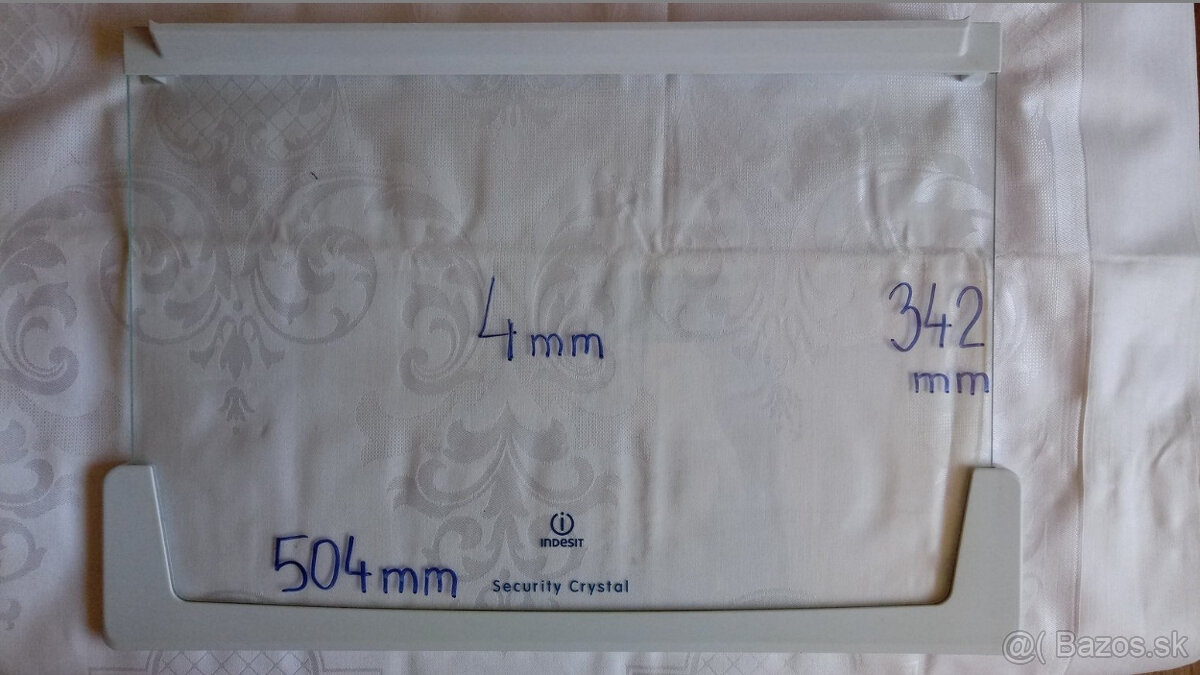 4mm
342
mm
INDESIT
504mm
Security Crystal
@( Bazos.sk